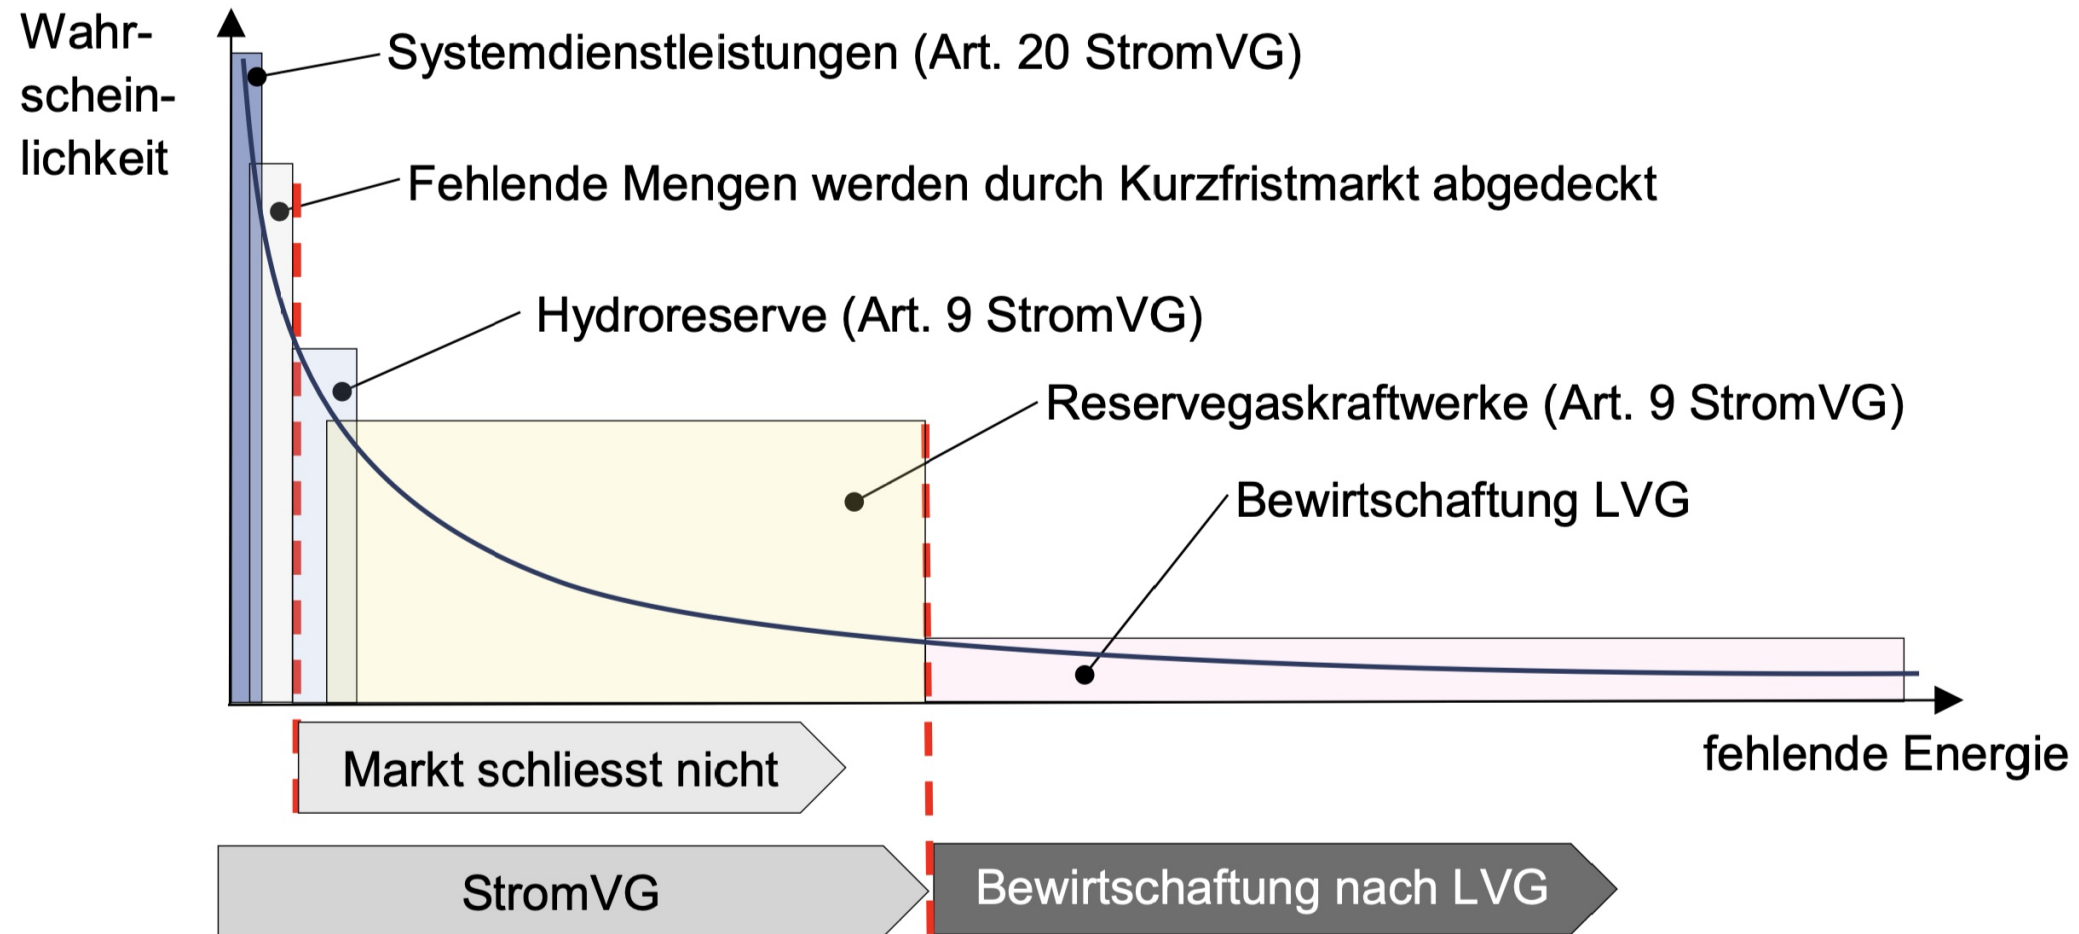 Wahr-
schein-
lichkeit
Systemdienstleistungen (Art. 20 StromVG)
Fehlende Mengen werden durch Kurzfristmarkt abgedeckt
Hydroreserve (Art. 9 StromVG)
Reservegaskraftwerke (Art. 9 StromVG)
Bewirtschaftung LVG
fehlende Energie
Markt schliesst nicht
StromVG
Bewirtschaftung nach LVG